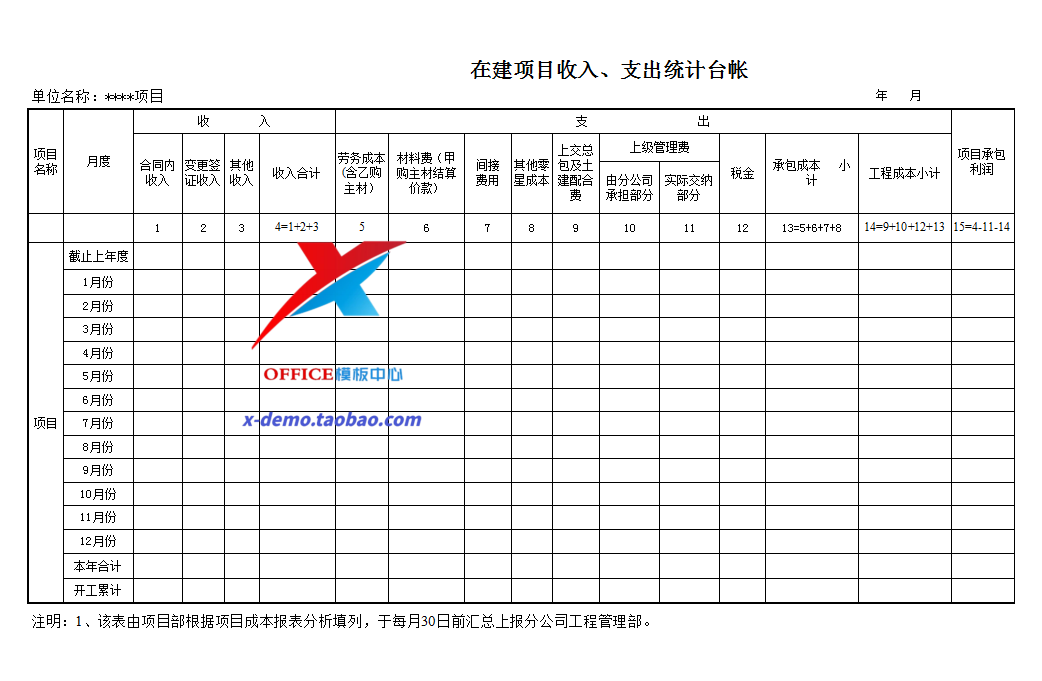 在建项目收入、支出统计台帐
单位名称：****项目 年 月
项目名称 月度 收 入 支 出 项目承包利润
合同内收入 变更签证收入 其他收入 收入合计 劳务成本(含乙购主材) 材料费（甲购主材结算价款） 间接费用 其他零星成本 上交总包及土建配合费 上级管理费 税金 承包成本 小计 工程成本小计
由分公司承担部分 实际交纳部分
1 2 3 4=1+2+3 5 6 7 8 9 10 11 12 13=5+6+7+8 14=9+10+12+13 15=4-11-14
项目
截止上年度
1月份
2月份
3月份
4月份
5月份
6月份
7月份
8月份
9月份
10月份
11月份
12月份
本年合计
开工累计
OFFICE模板中心
x-demo.taobao.com
注明：1、该表由项目部根据项目成本报表分析填列，于每月30日前汇总上报分公司工程管理部。